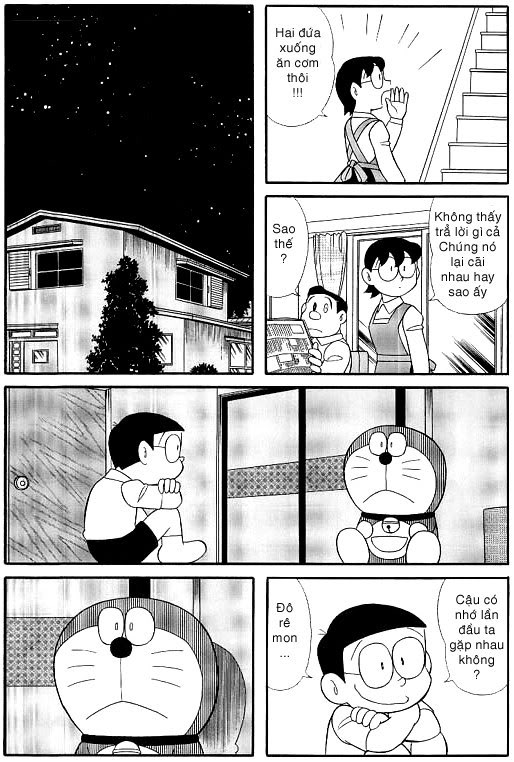 Hai đứa
xuống
ăn cơm
thôi
!!!
Không thấy
trả lời gì cả
Chúng nó
lại cãi
nhau hay
sao ấy
Sao
thế
?
Đô
rê
mon
...
Cậu có
nhớ lần
đầu ta
gặp nhau
không
?